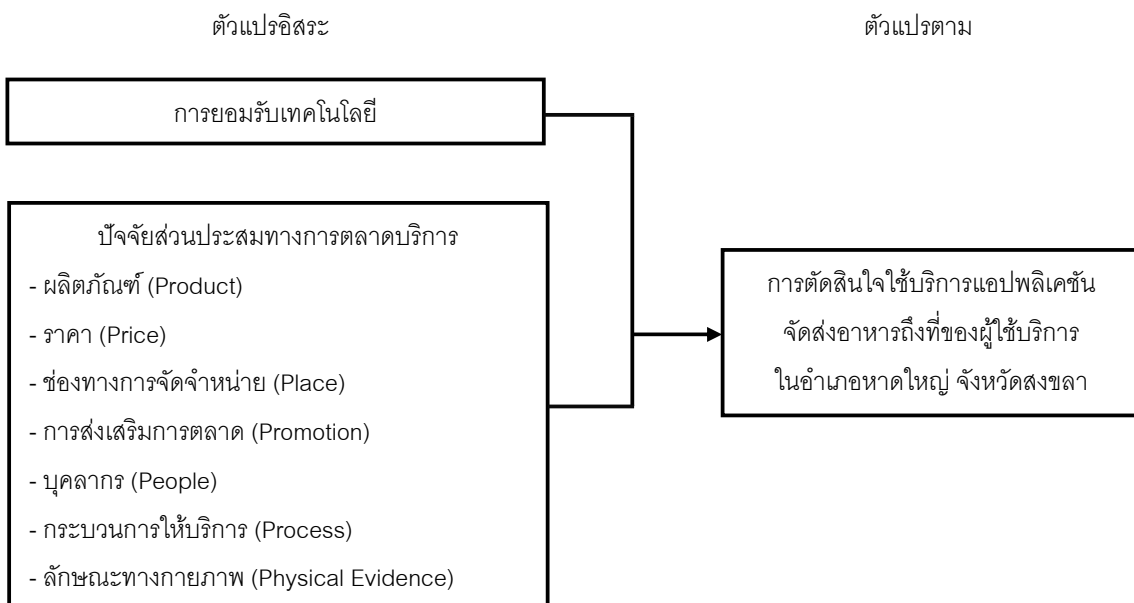 ตัวแปรอิสระ
ตัวแปรตาม
การยอมรับเทคโนโลยี
ปัจจัยส่วนประสมทางการตลาดบริการ
- ผลิตภัณฑ์ (Product)
- ราคา (Price)
- ช่องทางการจัดจำหน่าย (Place)
- การส่งเสริมการตลาด (Promotion)
- บุคลากร (People)
- กระบวนการให้บริการ (Process)
- ลักษณะทางกายภาพ (Physical Evidence)
การตัดสินใจใช้บริการแอปพลิเคชัน
จัดส่งอาหารถึงที่ของผู้ใช้บริการ
ในอำเภอหาดใหญ่ จังหวัดสงขลา